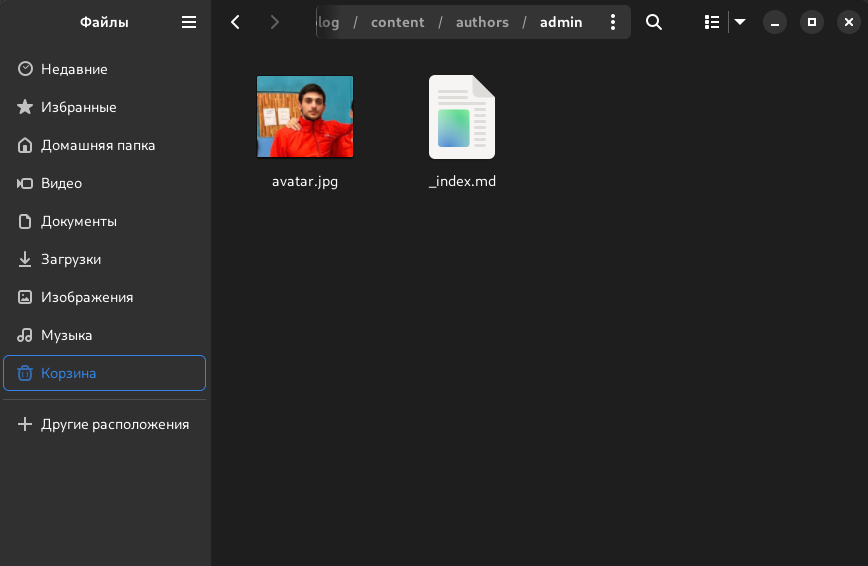 Файлы
log / content / authors / admin
Недавние
Избранные
Домашняя папка
Видео
Документы
Загрузки
Изображения
Музыка
Корзина
Другие расположения
avatar.jpg
_index.md